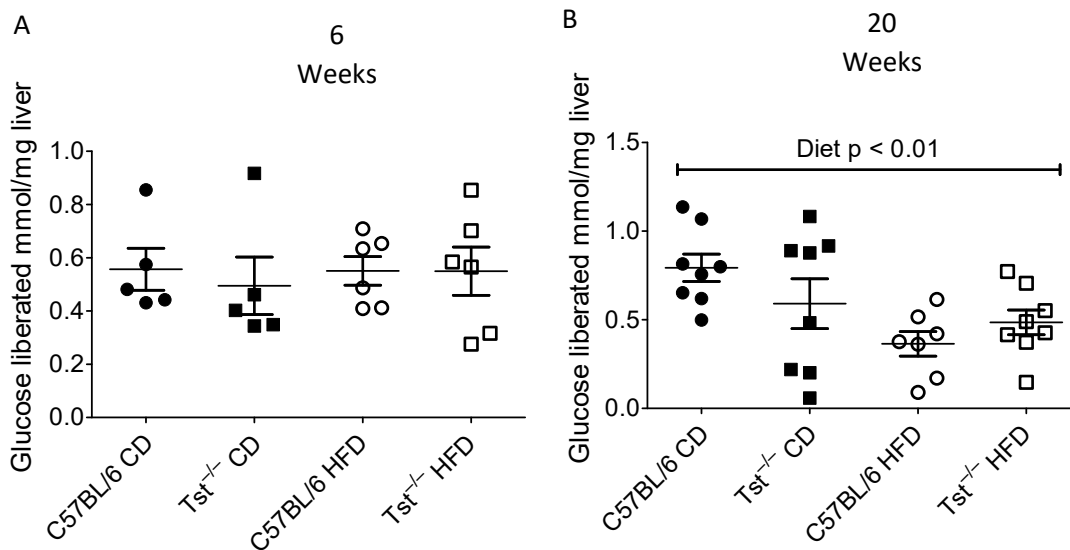 A
6
Weeks
Glucose liberated mmol/mg liver
1.0
0.8
0.6
0.4
0.2
0.0
C57BL/6 CD
Tst⁻/⁻ CD
C57BL/6 HFD
Tst⁻/⁻ HFD
B
20
Weeks
Glucose liberated mmol/mg liver
1.5
1.0
0.5
0.0
Diet p < 0.01
C57BL/6 CD
Tst⁻/⁻ CD
C57BL/6 HFD
Tst⁻/⁻ HFD